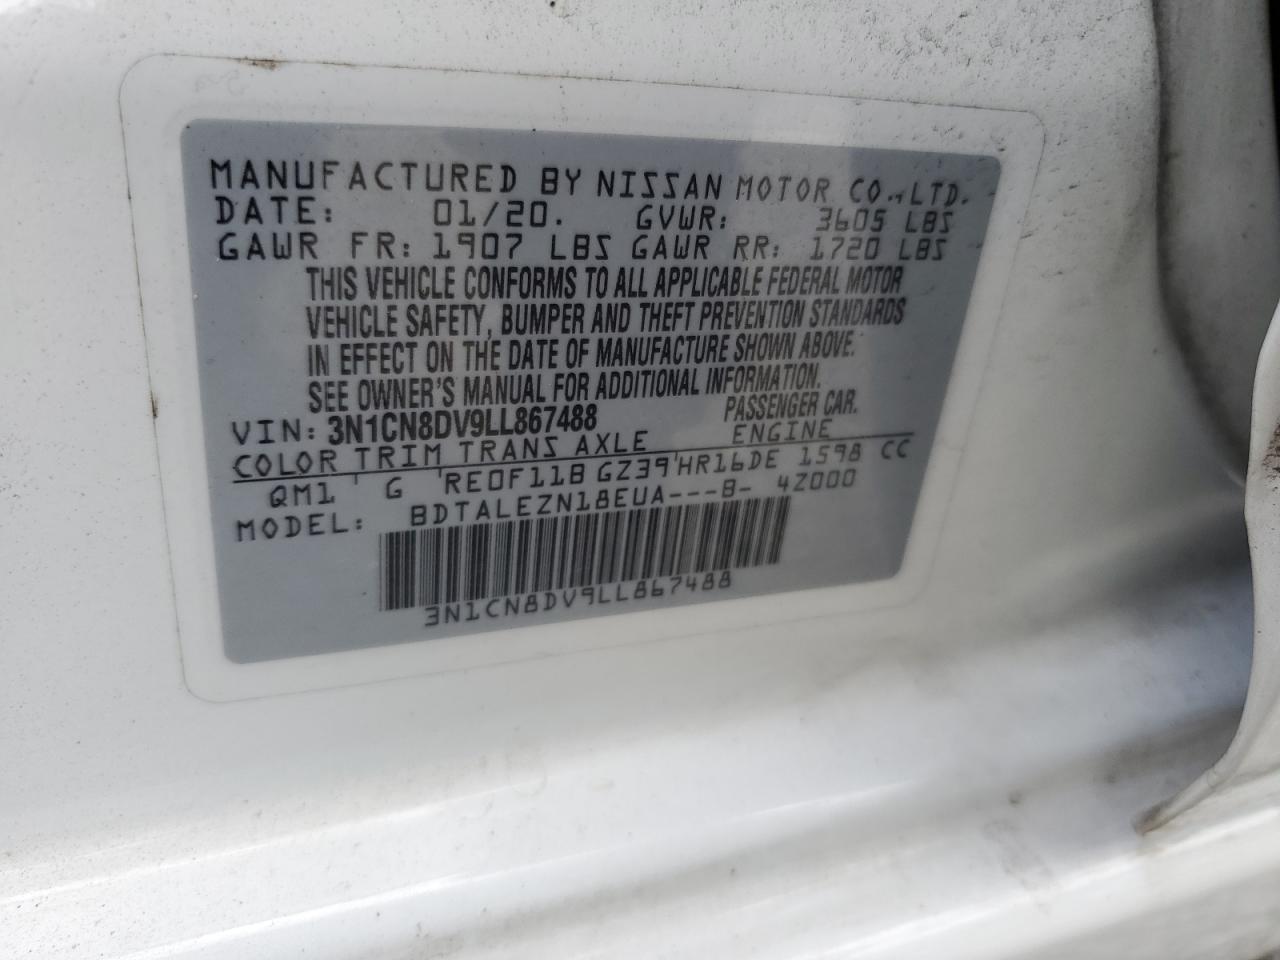 MANUFACTURED BY NISSAN MOTOR CO.,LTD.
DATE: 01/20. GVWR: 3605 LBS
GAWR FR: 1907 LBS GAWR RR: 1720 LBS
THIS VEHICLE CONFORMS TO ALL APPLICABLE FEDERAL MOTOR
VEHICLE SAFETY, BUMPER AND THEFT PREVENTION STANDARDS
IN EFFECT ON THE DATE OF MANUFACTURE SHOWN ABOVE.
SEE OWNER'S MANUAL FOR ADDITIONAL INFORMATION.
VIN: 3N1CN8DV9LL867488 PASSENGER CAR.
COLOR TRIM TRANS AXLE ENGINE
QM1 ' G 'RE0F11B GZ39'HR16DE 1598 CC
MODEL: BDTALEZN18EUA---B- 4Z000
3N1CN8DV9LL867488